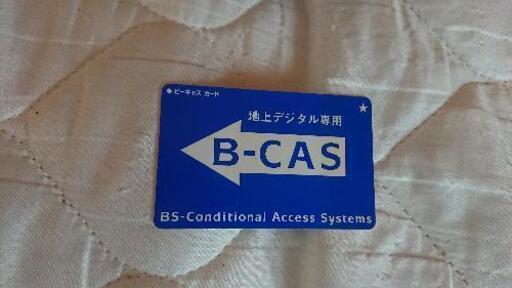 ビーキャス カード
地上デジタル専用
B-CAS
BS-Conditional Access Systems